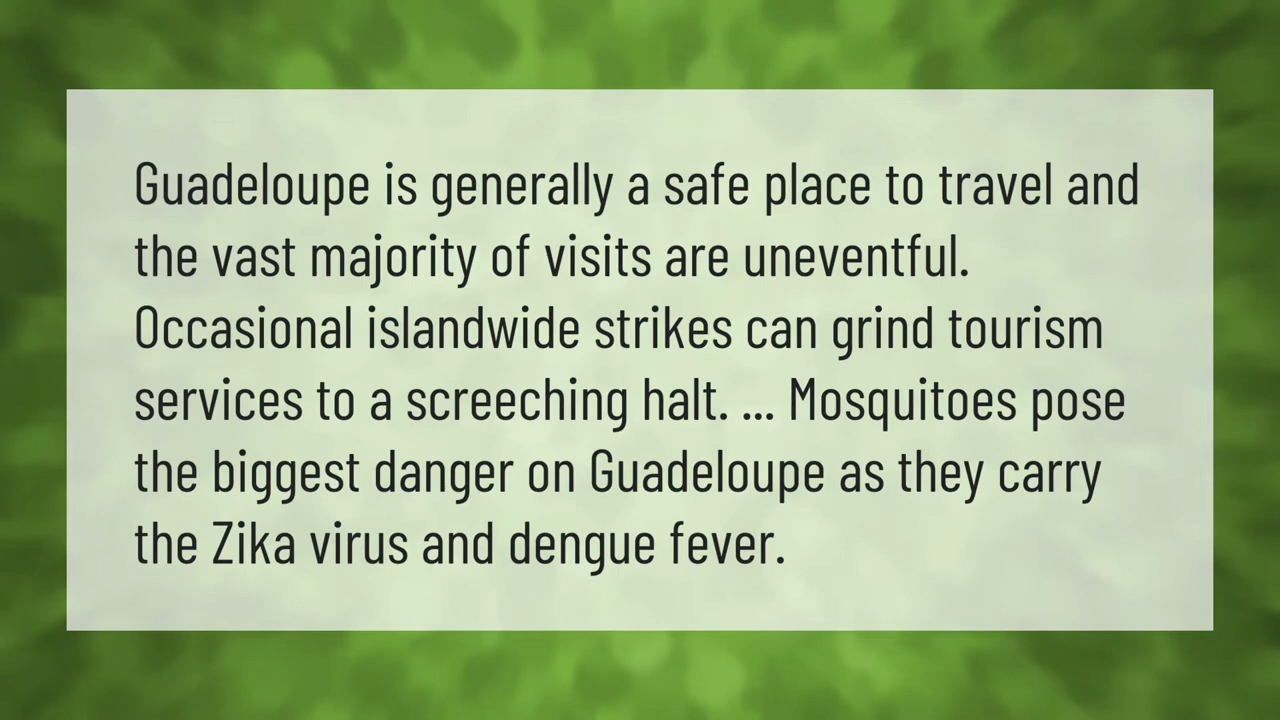 Guadeloupe is generally a safe place to travel and
the vast majority of visits are uneventful.
Occasional islandwide strikes can grind tourism
services to a screeching halt. ... Mosquitoes pose
the biggest danger on Guadeloupe as they carry
the Zika virus and dengue fever.